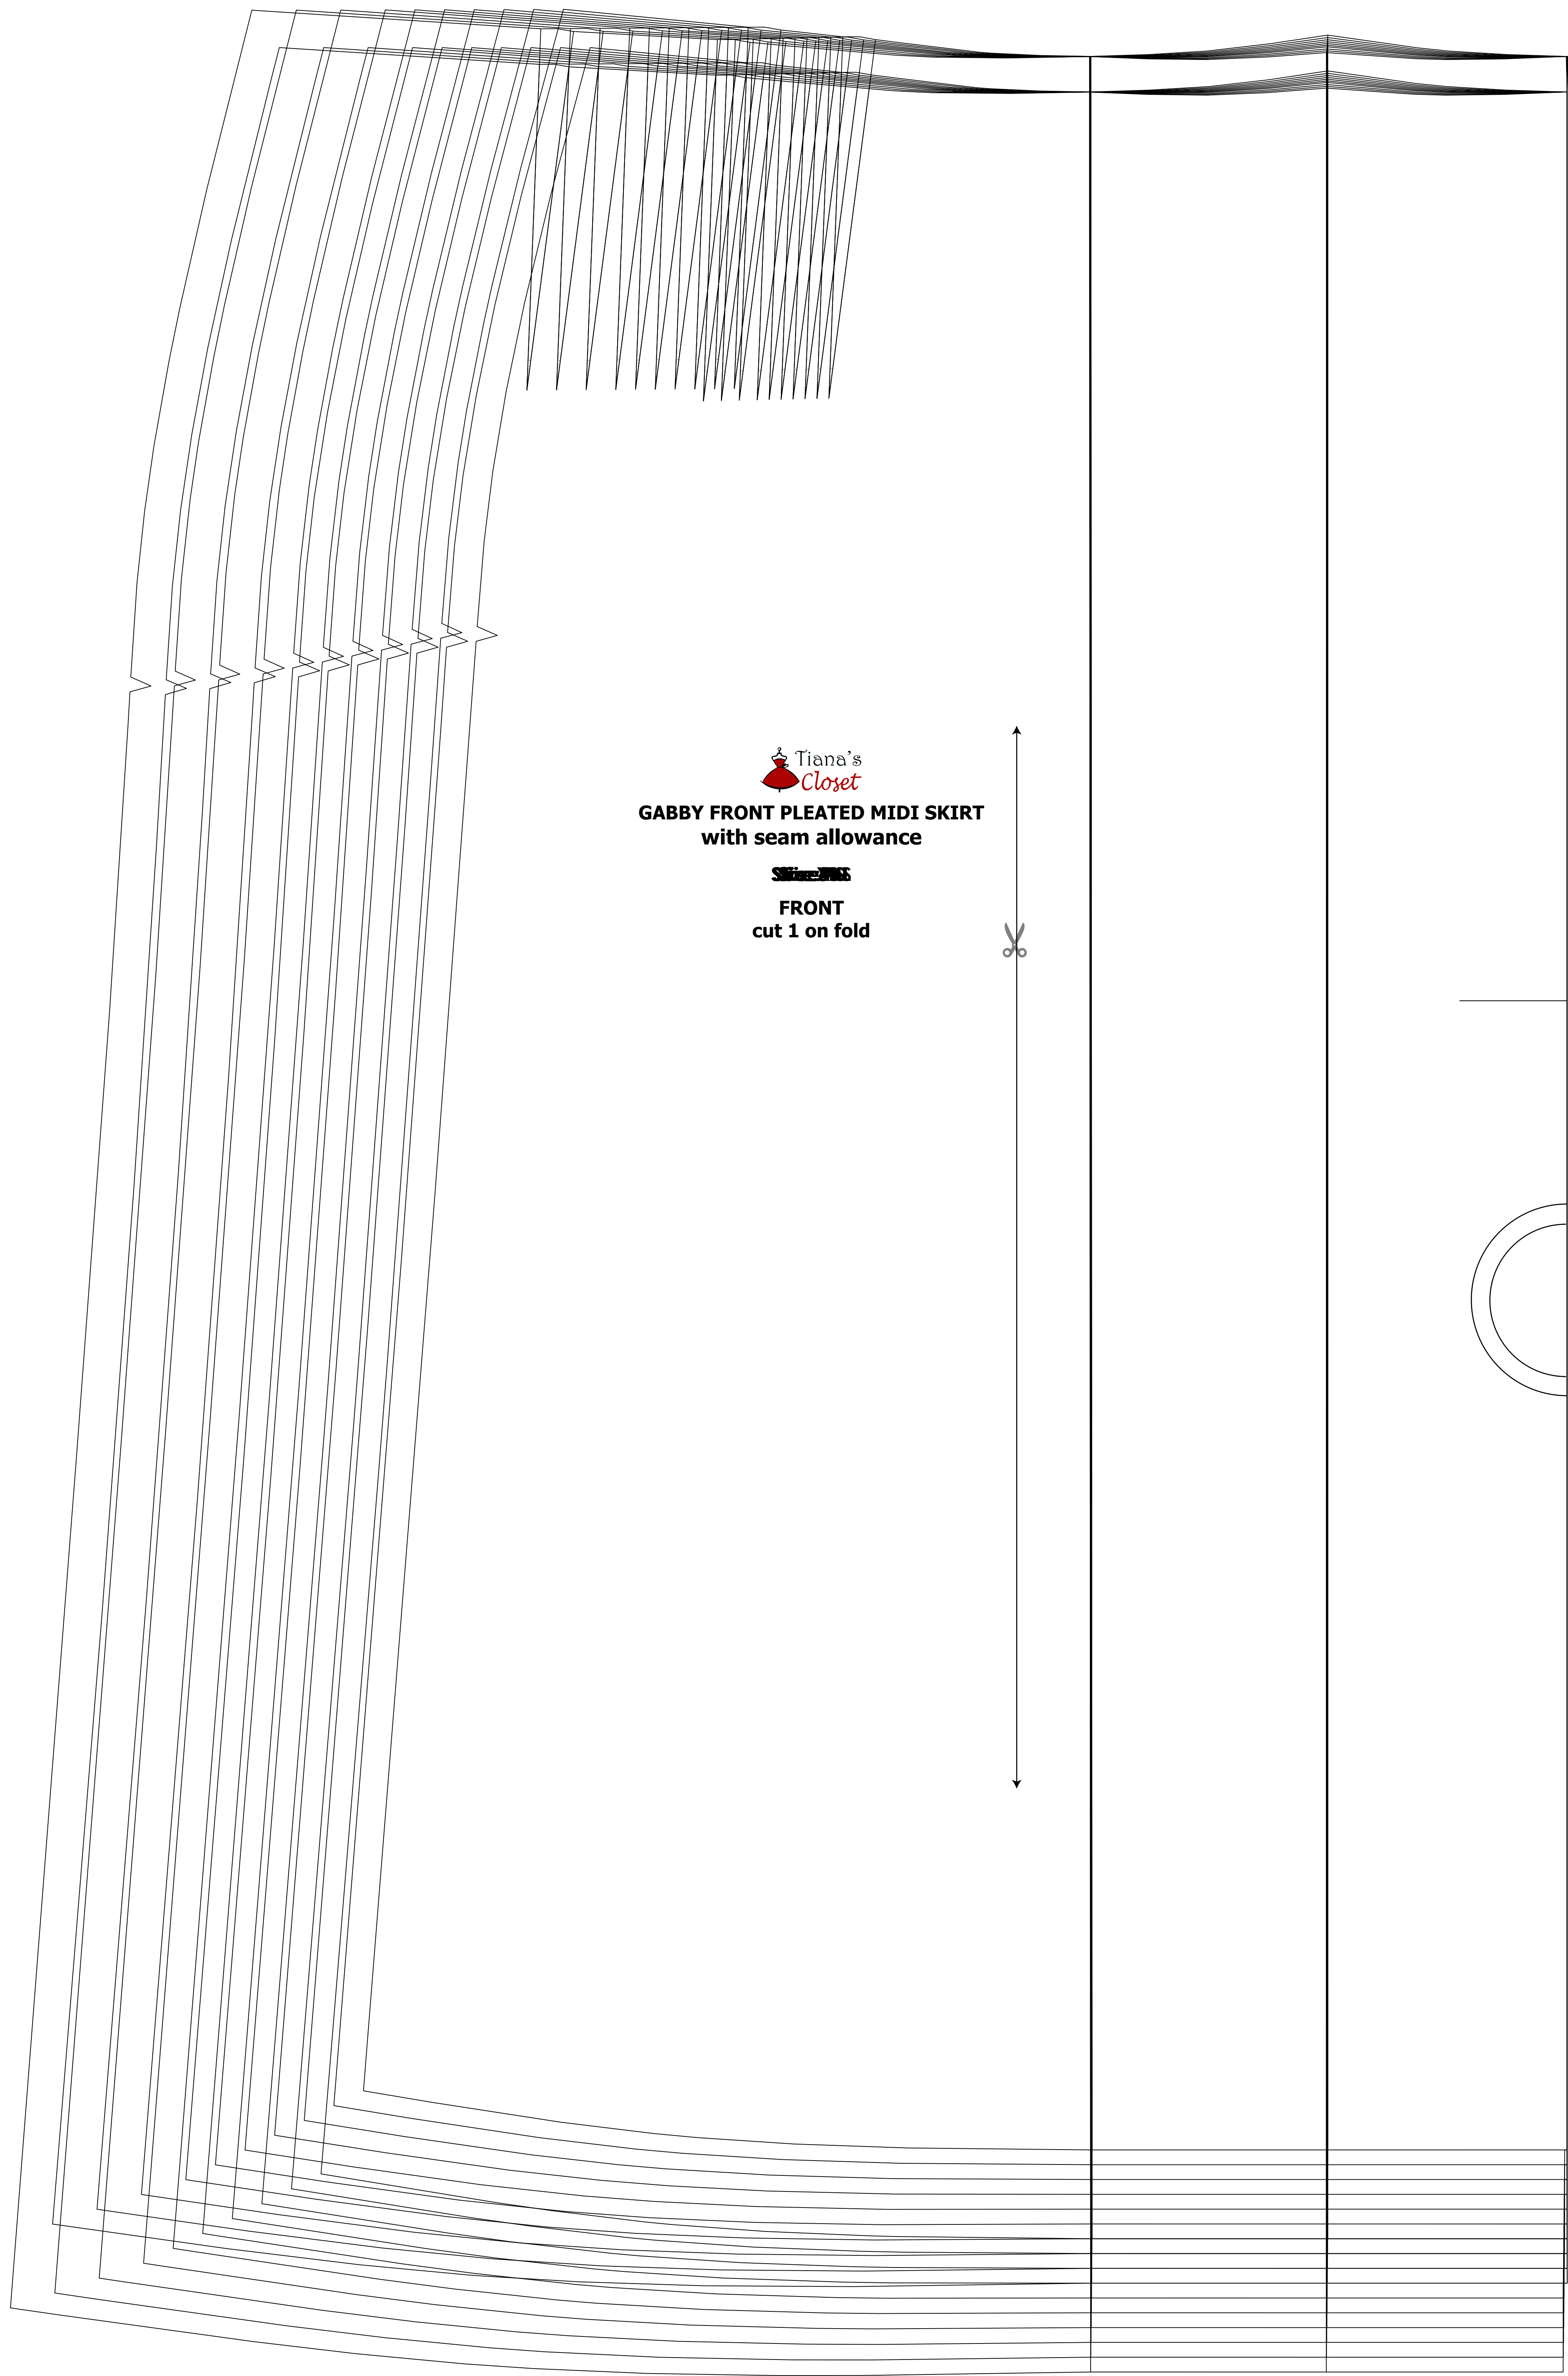 Tiana's
Closet
GABBY FRONT PLEATED MIDI SKIRT
with seam allowance
FRONT
cut 1 on fold